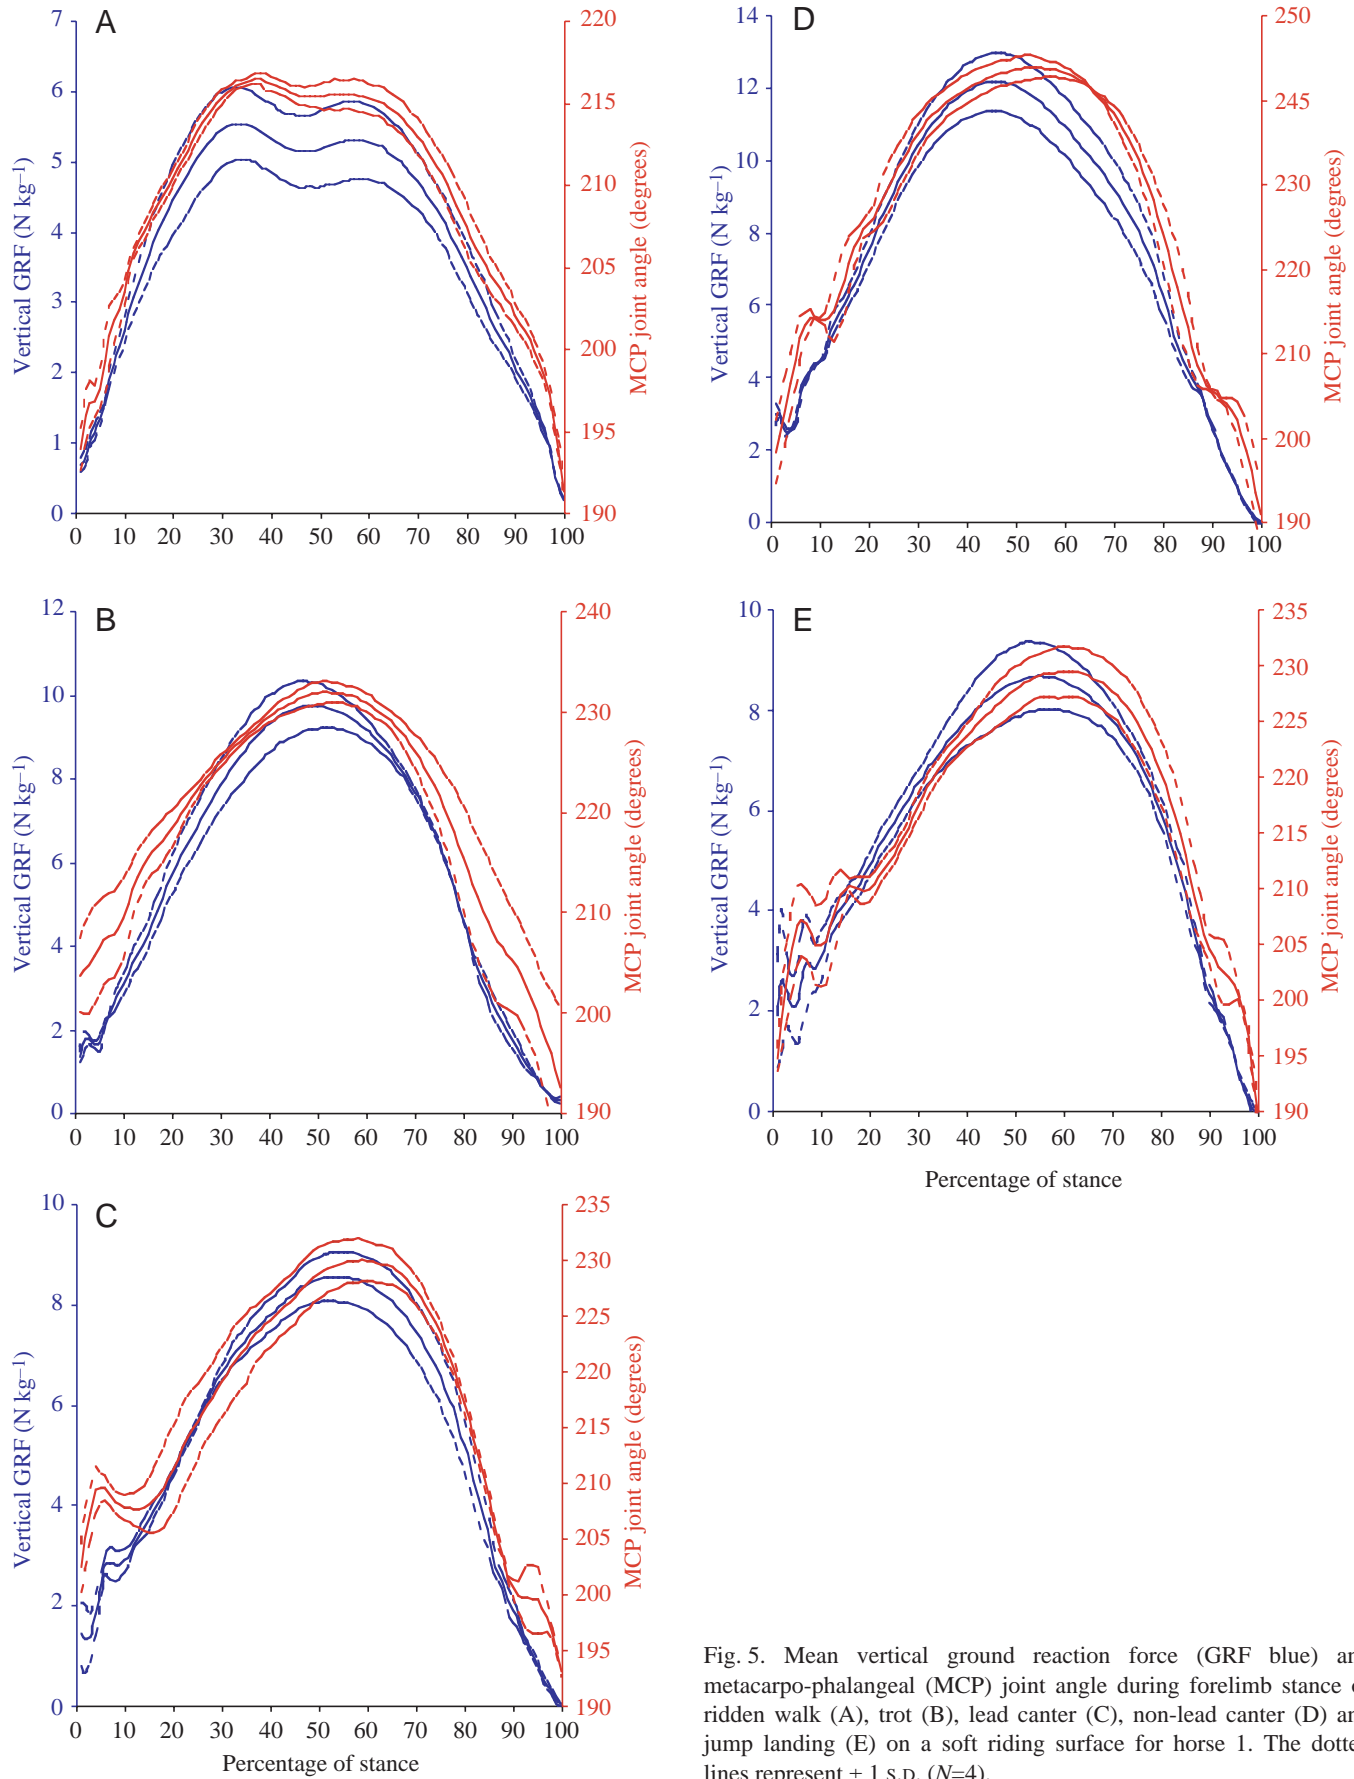 A
7
6
5
4
3
2
1
0
Vertical GRF (N kg–1)
220
215
210
205
200
195
190
MCP joint angle (degrees)
0 10 20 30 40 50 60 70 80 90 100
D
14
12
10
8
6
4
2
0
Vertical GRF (N kg–1)
250
245
230
220
210
200
190
MCP joint angle (degrees)
0 10 20 30 40 50 60 70 80 90 100
B
12
10
8
6
4
2
0
Vertical GRF (N kg–1)
240
230
220
210
200
190
MCP joint angle (degrees)
0 10 20 30 40 50 60 70 80 90 100
E
10
8
6
4
2
0
Vertical GRF (N kg–1)
235
230
225
220
215
210
205
200
195
190
MCP joint angle (degrees)
0 10 20 30 40 50 60 70 80 90 100
Percentage of stance
C
10
8
6
4
2
0
Vertical GRF (N kg–1)
235
230
225
220
215
210
205
200
195
190
MCP joint angle (degrees)
0 10 20 30 40 50 60 70 80 90 100
Percentage of stance
Fig. 5. Mean vertical ground reaction force (GRF blue) an
metacarpo-phalangeal (MCP) joint angle during forelimb stance
ridden walk (A), trot (B), lead canter (C), non-lead canter (D) an
jump landing (E) on a soft riding surface for horse 1. The dotte
lines represent ± 1 S.D. (N=4).